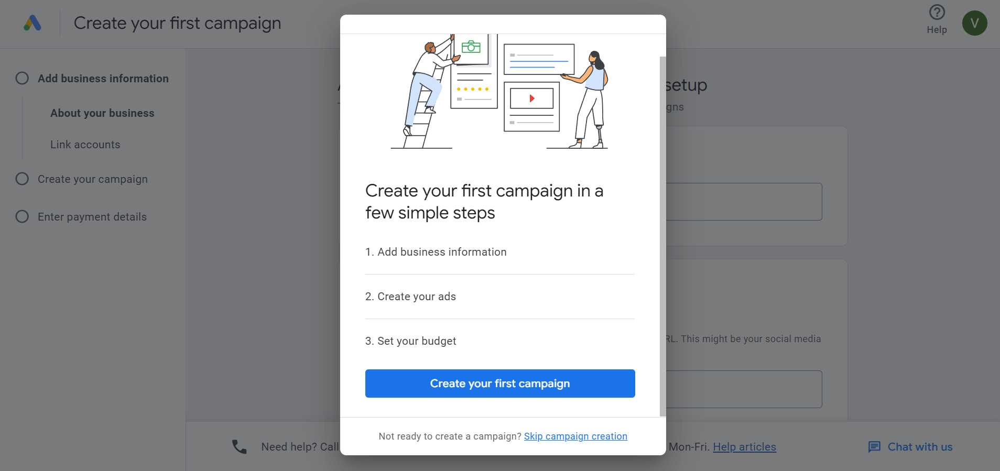 Create your first campaign
Help
V
Add business information
About your business
Link accounts
Create your campaign
Enter payment details
setup
Create your first campaign in a
few simple steps
1. Add business information
2. Create your ads
3. Set your budget
Create your first campaign
Not ready to create a campaign? Skip campaign creation
This might be your social media
Need help? Call
Mon-Fri. Help articles
Chat with us